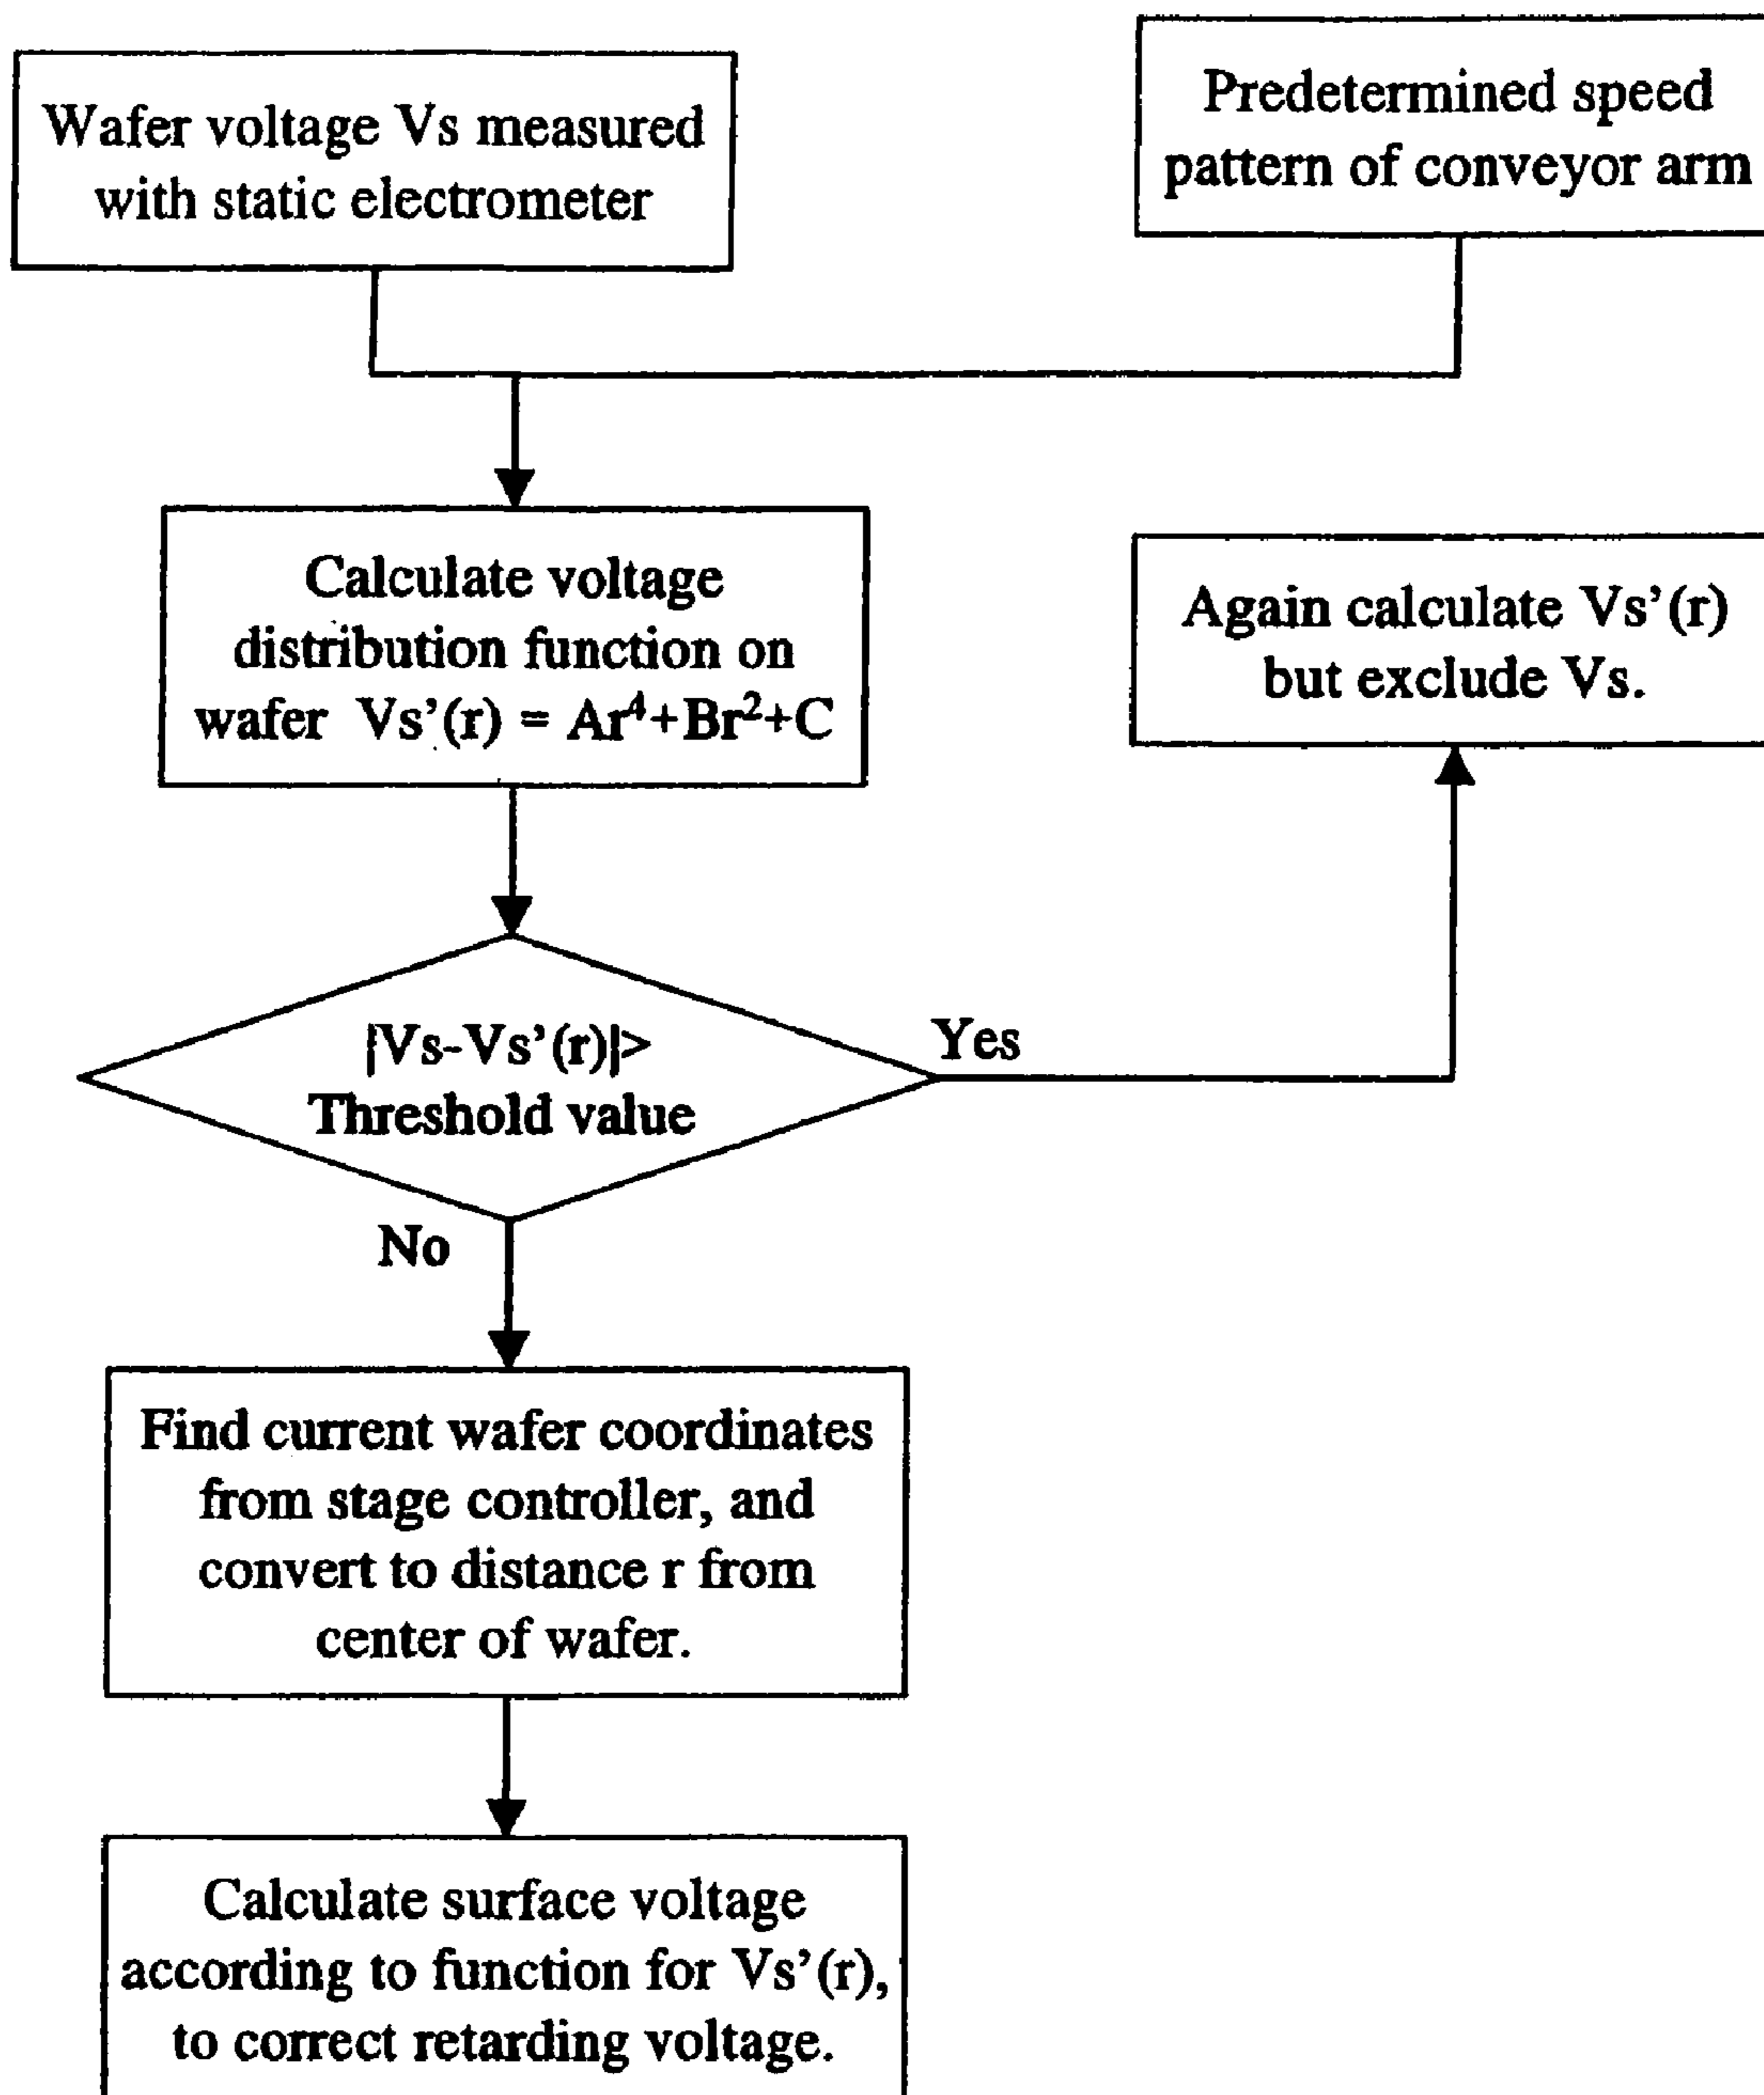 Wafer voltage Vs measured
with static electrometer
Predetermined speed
pattern of conveyor arm
Calculate voltage
distribution function on
wafer Vs’(r) = Ar⁴+Br²+C
Again calculate Vs’(r)
but exclude Vs.
|Vs-Vs’(r)|>
Threshold value
Yes
No
Find current wafer coordinates
from stage controller, and
convert to distance r from
center of wafer.
Calculate surface voltage
according to function for Vs’(r),
to correct retarding voltage.